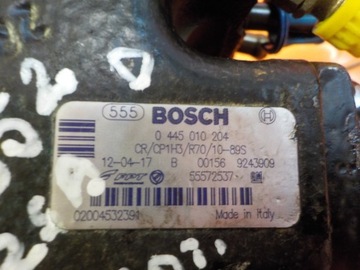 555 BOSCH
0 445 010 204
CR/CP1H3/R70/10-89S
12-04-17 B 00156 9243909
FPT 55572537
02004532394 Made in Italy